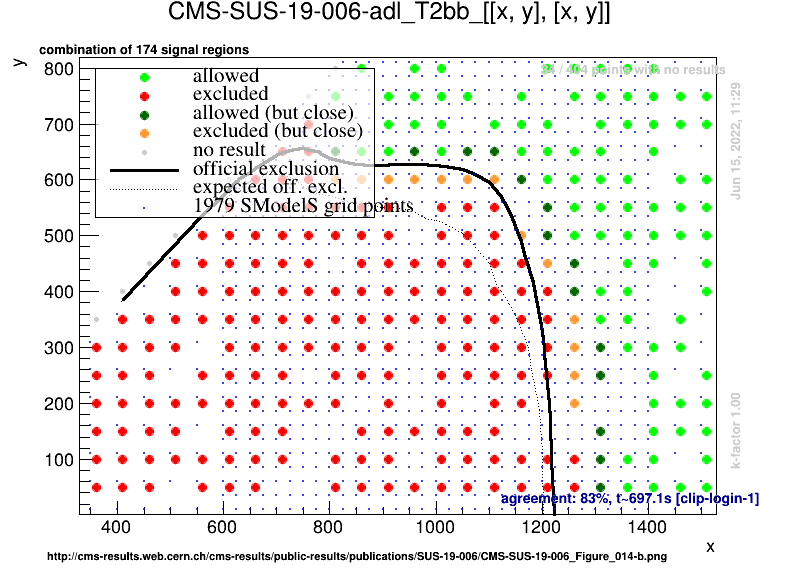 CMS-SUS-19-006-adl_T2bb_[[x, y], [x, y]]
combination of 174 signal regions
y
800
700
600
500
400
300
200
100
allowed
excluded
allowed (but close)
excluded (but close)
no result
official exclusion
expected off. excl.
1979 SModelS grid points
points with no results
Jun 15, 2022, 11:29
k-factor 1.00
agreement: 83%, t~697.1s [clip-login-1]
400 600 800 1000 1200 1400
x
http://cms-results.web.cern.ch/cms-results/public-results/publications/SUS-19-006/CMS-SUS-19-006_Figure_014-b.png